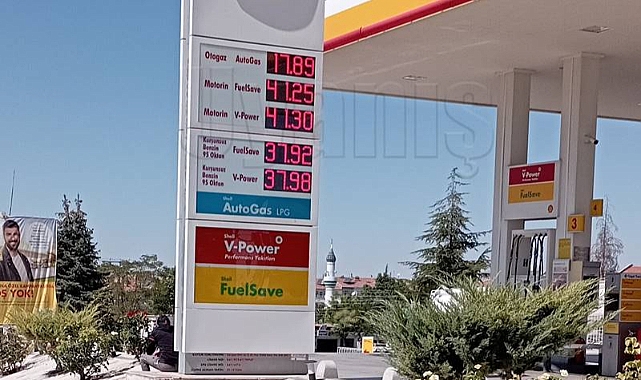 Otogaz AutoGas 17.89
Motorin FuelSave 41.25
Motorin V-Power 41.30
Kurşunsuz
Benzin FuelSave 37.92
95 Oktan
Kurşunsuz
Benzin V-Power 37.98
95 Oktan
Shell
AutoGas LPG
Shell
V-Power
Performans Yakıtları
Shell
FuelSave
V-Power
FuelSave
3
YOK!
uyanış